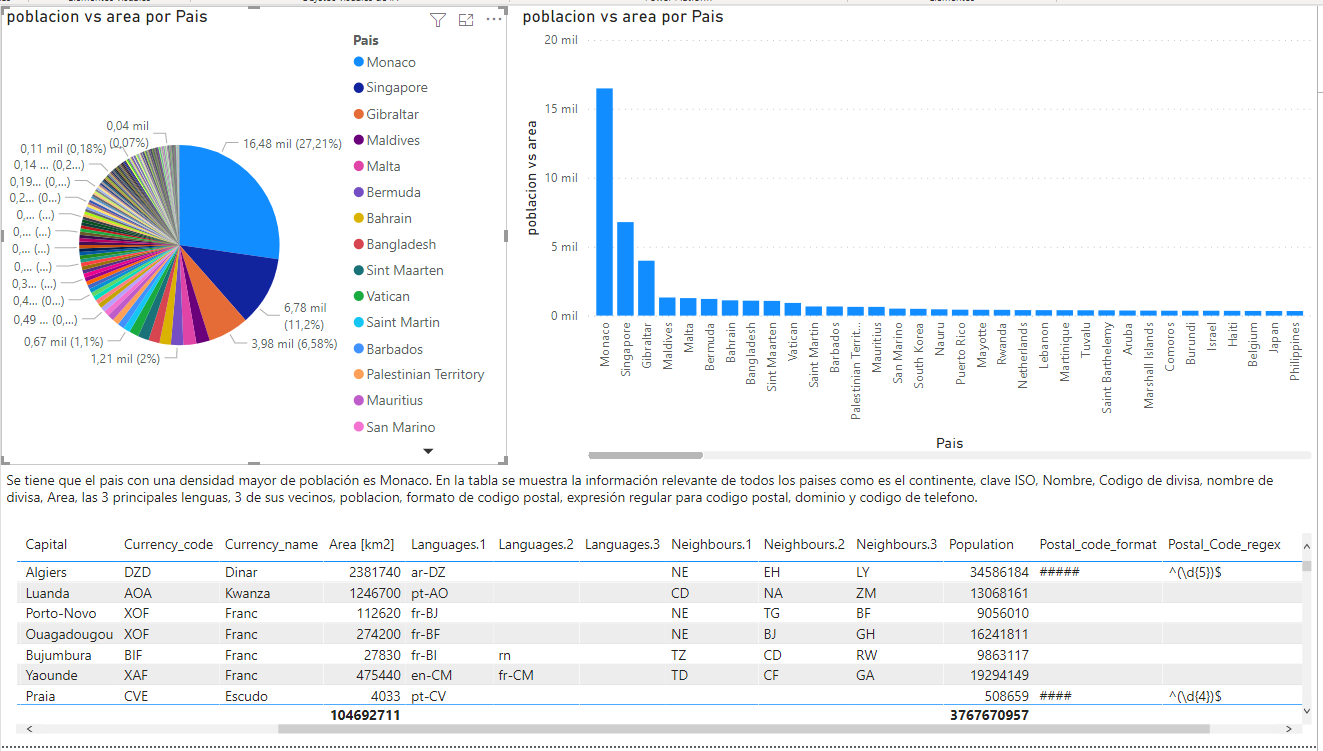 poblacion vs area por Pais
Pais
Monaco
Singapore
Gibraltar
Maldives
Malta
Bermuda
Bahrain
Bangladesh
Sint Maarten
Vatican
Saint Martin
Barbados
Palestinian Territory
Mauritius
San Marino
16,48 mil (27,21%)
6,78 mil
(11,2%)
3,98 mil (6,58%)
1,21 mil (2%)
0,67 mil (1,1%)
0,49 ... (0,...)
0,4... (0...)
0,3... (...)
0,... (...)
0,... (...)
0,... (...)
0,... (...)
0,2... (0...)
0,19... (0,...)
0,14 ... (0,2...)
0,11 mil (0,18%)
0,04 mil
(0,07%)
poblacion vs area por Pais
poblacion vs area
20 mil
15 mil
10 mil
5 mil
0 mil
Monaco
Singapore
Gibraltar
Maldives
Malta
Bermuda
Bahrain
Bangladesh
Sint Maarten
Vatican
Saint Martin
Barbados
Palestinian Territ...
Mauritius
San Marino
South Korea
Nauru
Puerto Rico
Mayotte
Rwanda
Netherlands
Lebanon
Martinique
Tuvalu
Saint Barthelemy
Aruba
Marshall Islands
Comoros
Burundi
Israel
Haiti
Belgium
Japan
Philippines
Pais
Se tiene que el pais con una densidad mayor de población es Monaco. En la tabla se muestra la información relevante de todos los paises como es el continente, clave ISO, Nombre, Codigo de divisa, nombre de
divisa, Area, las 3 principales lenguas, 3 de sus vecinos, poblacion, formato de codigo postal, expresión regular para codigo postal, dominio y codigo de telefono.
Capital Currency_code Currency_name Area [km2] Languages.1 Languages.2 Languages.3 Neighbours.1 Neighbours.2 Neighbours.3 Population Postal_code_format Postal_Code_regex
Algiers DZD Dinar 2381740 ar-DZ NE EH LY 34586184 ##### ^(\d{5})$
Luanda AOA Kwanza 1246700 pt-AO CD NA ZM 13068161
Porto-Novo XOF Franc 112620 fr-BJ NE TG BF 9056010
Ouagadougou XOF Franc 274200 fr-BF NE BJ GH 16241811
Bujumbura BIF Franc 27830 fr-BI rn TZ CD RW 9863117
Yaounde XAF Franc 475440 en-CM fr-CM TD CF GA 19294149
Praia CVE Escudo 4033 pt-CV 508659 #### ^(\d{4})$
104692711 3767670957